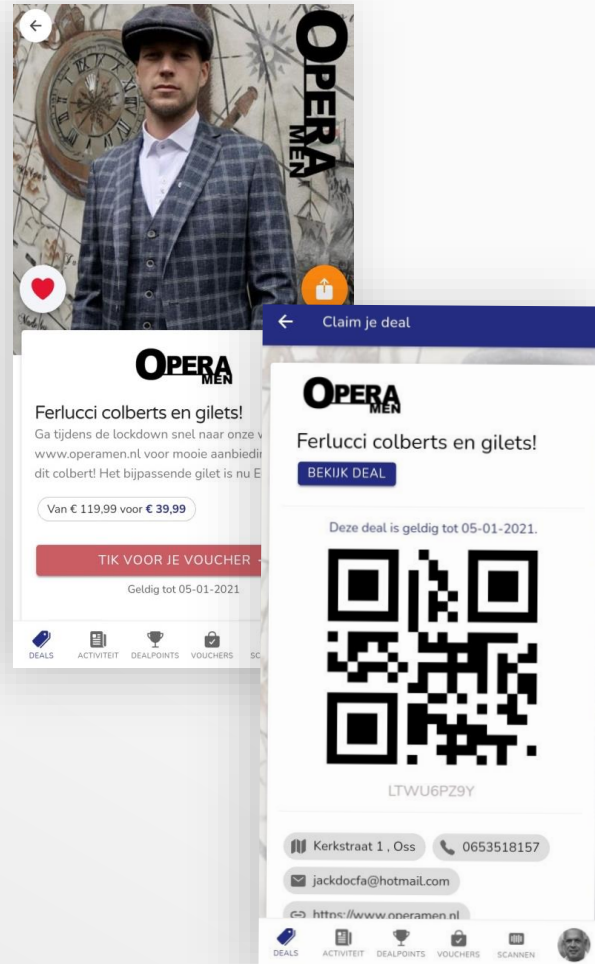 OPERA
MEN
OPERA
MEN
Ferlucci colberts en gilets!
Ga tijdens de lockdown snel naar onze
www.operamen.nl voor mooie
dit colbert! Het bijpassende gilet is nu
Van € 119,99 voor € 39,99
TIK VOOR JE VOUCHER
Geldig tot 05-01-2021
DEALS ACTIVITEIT DEALPOINTS VOUCHERS
Claim je deal
OPERA
MEN
Ferlucci colberts en gilets!
BEKIJK DEAL
Deze deal is geldig tot 05-01-2021.
LTWU6PZ9Y
Kerkstraat 1 , Oss 0653518157
jackdocfa@hotmail.com
https://www.operamen.nl
DEALS ACTIVITEIT DEALPOINTS VOUCHERS SCANNEN